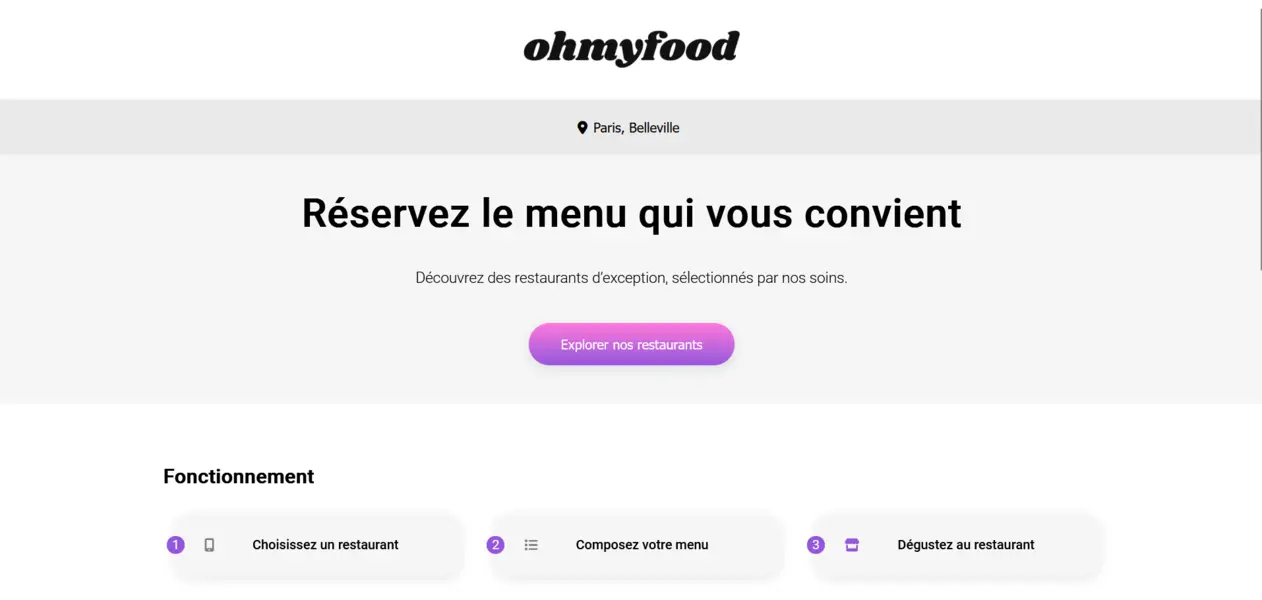 ohmyfood
Paris, Belleville
Réservez le menu qui vous convient
Découvrez des restaurants d’exception, sélectionnés par nos soins.
Explorer nos restaurants
Fonctionnement
1 Choisissez un restaurant
2 Composez votre menu
3 Dégustez au restaurant